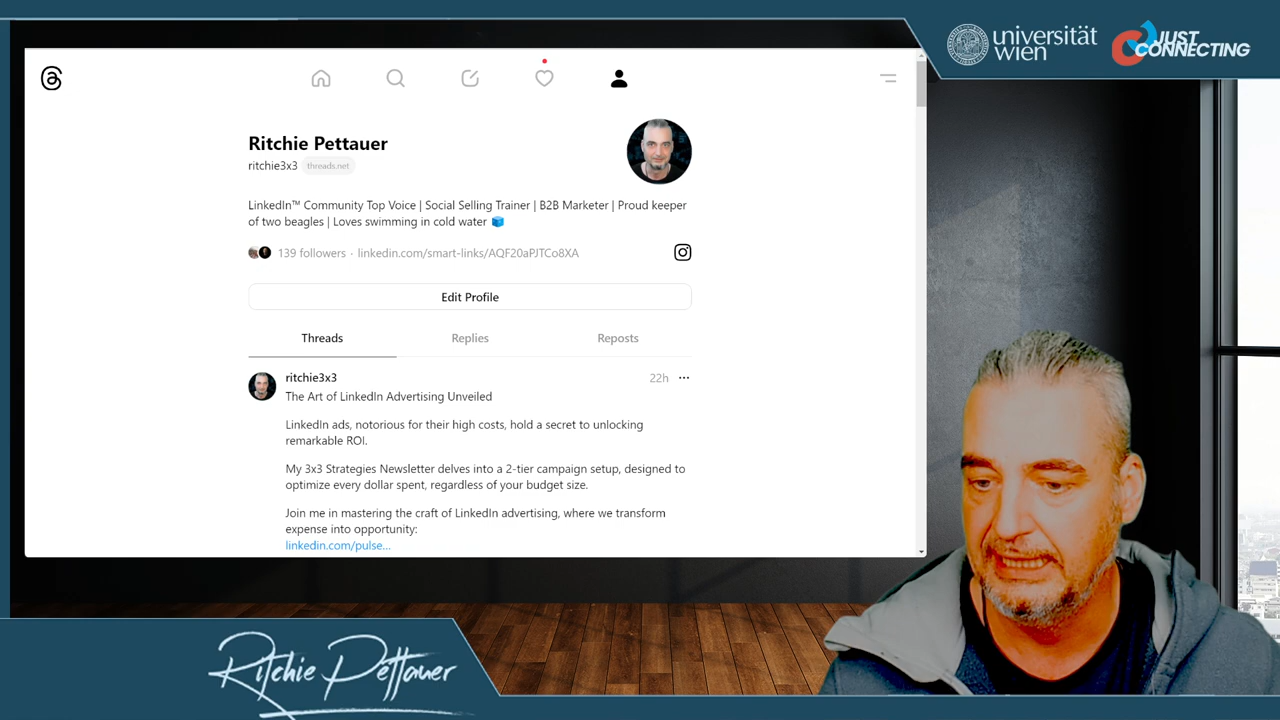 universität
wien
JUST
CONNECTING
Ritchie Pettauer
ritchie3x3 threads.net
LinkedIn™ Community Top Voice | Social Selling Trainer | B2B Marketer | Proud keeper
of two beagles | Loves swimming in cold water 🧊
139 followers · linkedin.com/smart-links/AQF20aPJTCo8XA
Edit Profile
Threads Replies Reposts
ritchie3x3 22h ···
The Art of LinkedIn Advertising Unveiled
LinkedIn ads, notorious for their high costs, hold a secret to unlocking
remarkable ROI.
My 3x3 Strategies Newsletter delves into a 2-tier campaign setup, designed to
optimize every dollar spent, regardless of your budget size.
Join me in mastering the craft of LinkedIn advertising, where we transform
expense into opportunity:
linkedin.com/pulse...
Ritchie Pettauer